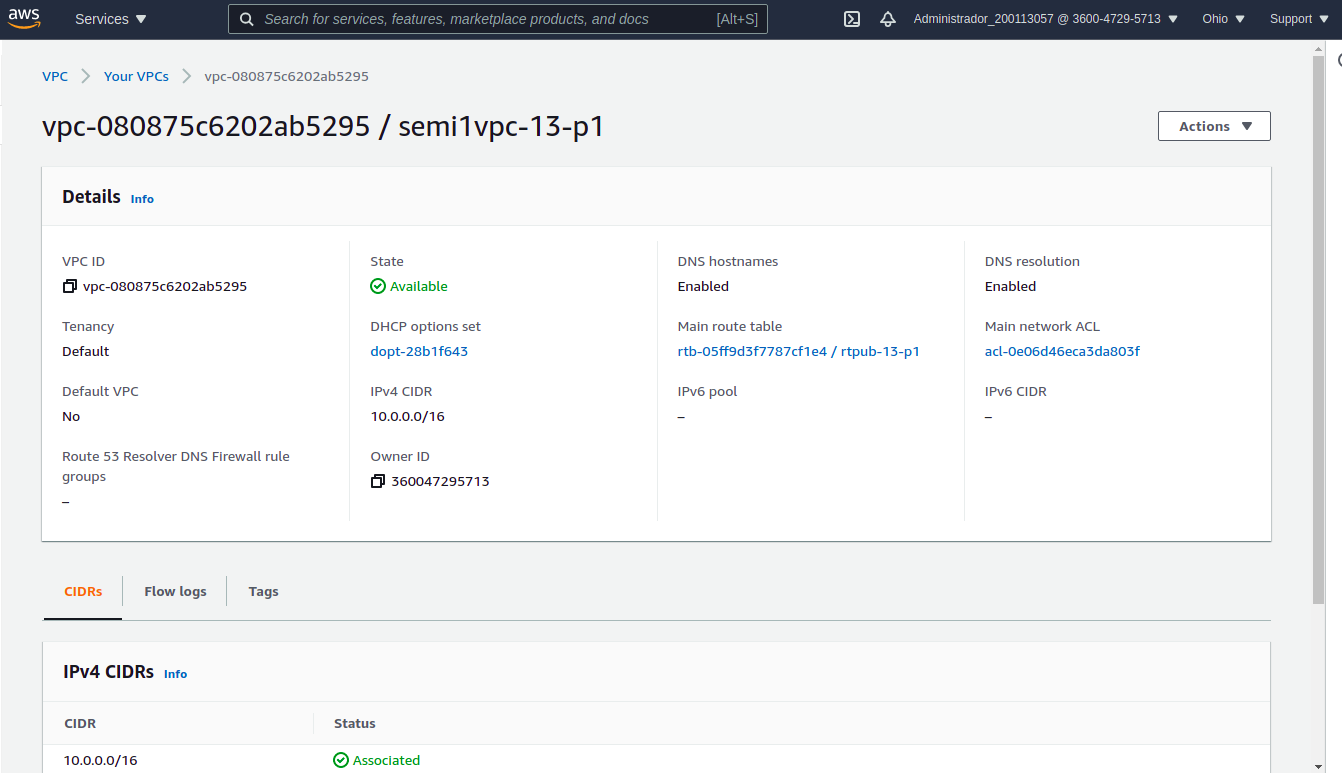 aws Services Search for services, features, marketplace products, and docs [Alt+S] Administrador_200113057 @ 3600-4729-5713 Ohio Support
VPC Your VPCs vpc-080875c6202ab5295
vpc-080875c6202ab5295 / semi1vpc-13-p1 Actions
Details Info
VPC ID State DNS hostnames DNS resolution
vpc-080875c6202ab5295 Available Enabled Enabled
Tenancy DHCP options set Main route table Main network ACL
Default dopt-28b1f643 rtb-05ff9d3f7787cf1e4 / rtpub-13-p1 acl-0e06d46eca3da803f
Default VPC IPv4 CIDR IPv6 pool IPv6 CIDR
No 10.0.0.0/16 – –
Route 53 Resolver DNS Firewall rule Owner ID
groups 360047295713
–
CIDRs Flow logs Tags
IPv4 CIDRs Info
CIDR Status
10.0.0.0/16 Associated